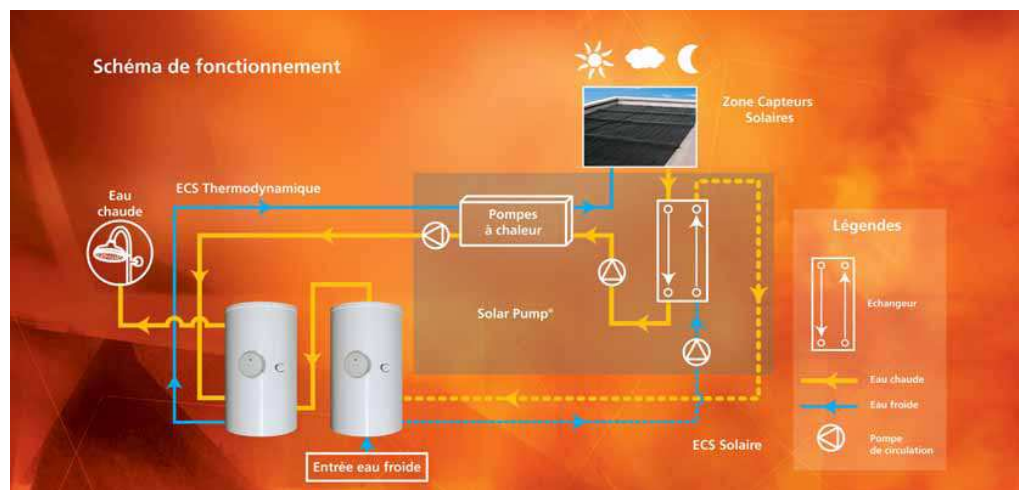 Schéma de fonctionnement
Zone Capteurs
Solaires
ECS Thermodynamique
Eau
chaude
Pompes
à chaleur
Légendes
Solar Pump®
Echangeur
Eau chaude
Eau froide
Pompe
de circulation
ECS Solaire
Entrée eau froide